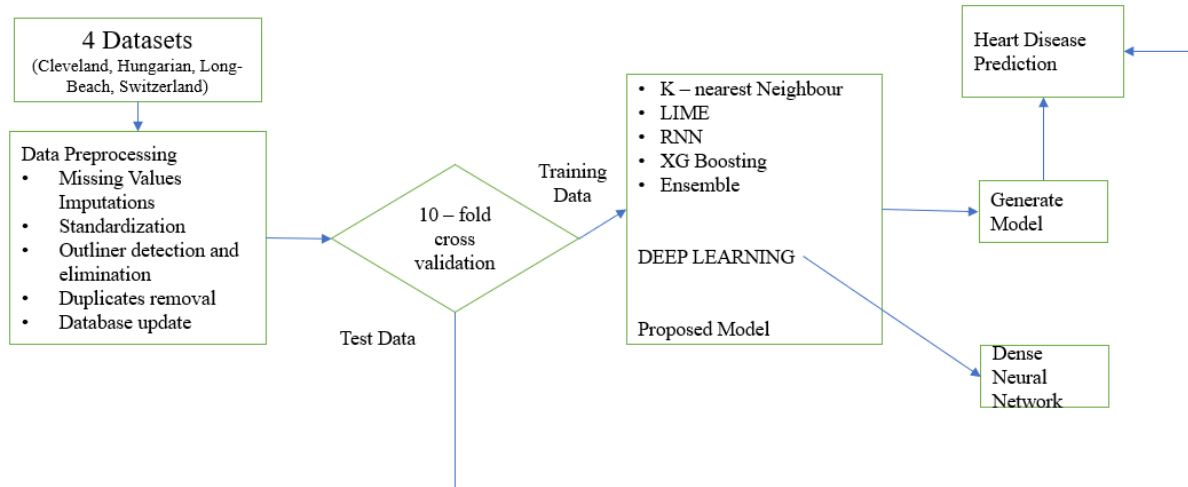 4 Datasets
(Cleveland, Hungarian, Long-
Beach, Switzerland)
Data Preprocessing
• Missing Values
Imputations
• Standardization
• Outliner detection and
elimination
• Duplicates removal
• Database update
10 – fold
cross
validation
Training
Data
Test Data
• K – nearest Neighbour
• LIME
• RNN
• XG Boosting
• Ensemble
DEEP LEARNING
Proposed Model
Heart Disease
Prediction
Generate
Model
Dense
Neural
Network